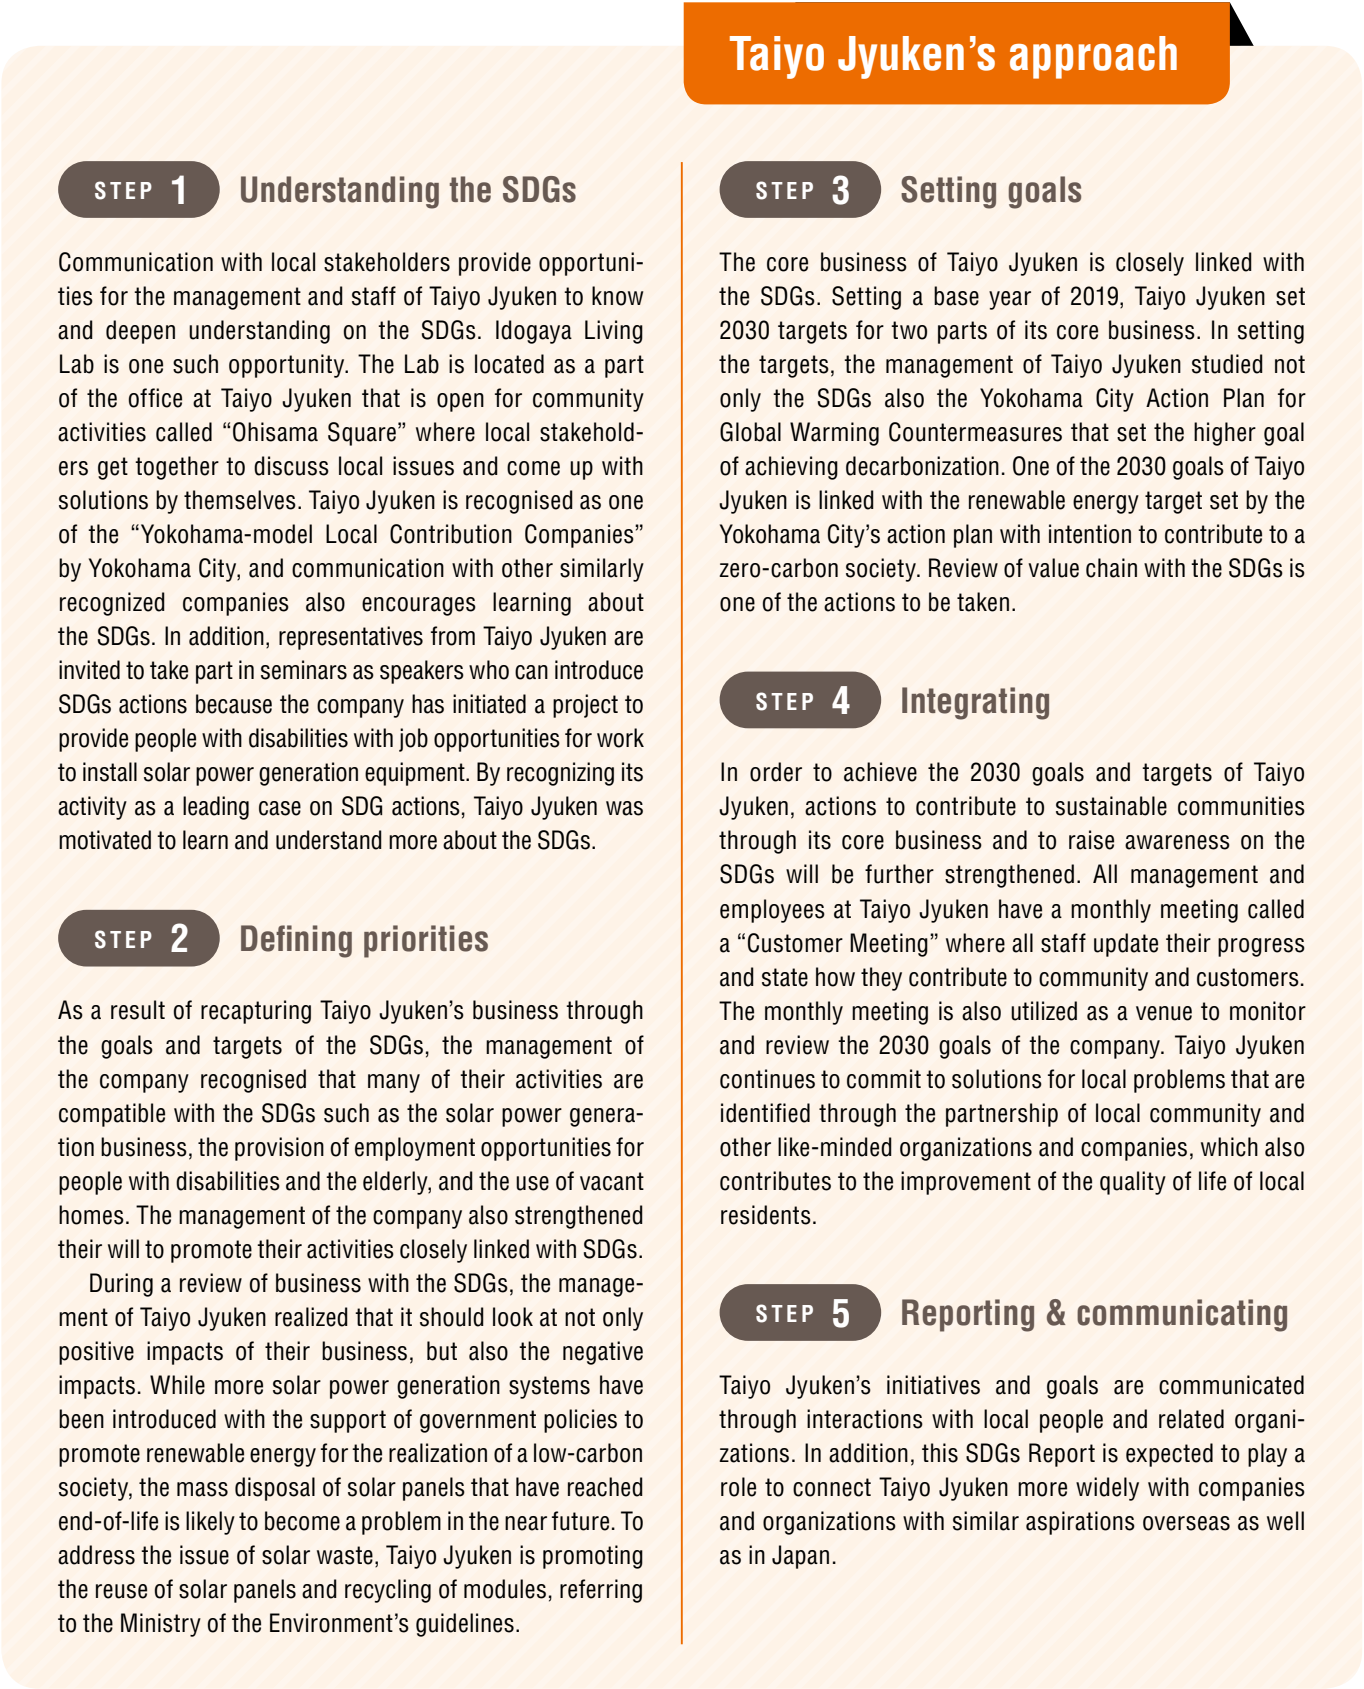 Taiyo Jyuken's approach
STEP 1 Understanding the SDGs
Communication with local stakeholders provide opportuni-
ties for the management and staff of Taiyo Jyuken to know
and deepen understanding on the SDGs. Idogaya Living
Lab is one such opportunity. The Lab is located as a part
of the office at Taiyo Jyuken that is open for community
activities called “Ohisama Square” where local stakehold-
ers get together to discuss local issues and come up with
solutions by themselves. Taiyo Jyuken is recognised as one
of the “Yokohama-model Local Contribution Companies”
by Yokohama City, and communication with other similarly
recognized companies also encourages learning about
the SDGs. In addition, representatives from Taiyo Jyuken are
invited to take part in seminars as speakers who can introduce
SDGs actions because the company has initiated a project to
provide people with disabilities with job opportunities for work
to install solar power generation equipment. By recognizing its
activity as a leading case on SDG actions, Taiyo Jyuken was
motivated to learn and understand more about the SDGs.
STEP 2 Defining priorities
As a result of recapturing Taiyo Jyuken’s business through
the goals and targets of the SDGs, the management of
the company recognised that many of their activities are
compatible with the SDGs such as the solar power genera-
tion business, the provision of employment opportunities for
people with disabilities and the elderly, and the use of vacant
homes. The management of the company also strengthened
their will to promote their activities closely linked with SDGs.
During a review of business with the SDGs, the manage-
ment of Taiyo Jyuken realized that it should look at not only
positive impacts of their business, but also the negative
impacts. While more solar power generation systems have
been introduced with the support of government policies to
promote renewable energy for the realization of a low-carbon
society, the mass disposal of solar panels that have reached
end-of-life is likely to become a problem in the near future. To
address the issue of solar waste, Taiyo Jyuken is promoting
the reuse of solar panels and recycling of modules, referring
to the Ministry of the Environment’s guidelines.
STEP 3 Setting goals
The core business of Taiyo Jyuken is closely linked with
the SDGs. Setting a base year of 2019, Taiyo Jyuken set
2030 targets for two parts of its core business. In setting
the targets, the management of Taiyo Jyuken studied not
only the SDGs also the Yokohama City Action Plan for
Global Warming Countermeasures that set the higher goal
of achieving decarbonization. One of the 2030 goals of Taiyo
Jyuken is linked with the renewable energy target set by the
Yokohama City’s action plan with intention to contribute to a
zero-carbon society. Review of value chain with the SDGs is
one of the actions to be taken.
STEP 4 Integrating
In order to achieve the 2030 goals and targets of Taiyo
Jyuken, actions to contribute to sustainable communities
through its core business and to raise awareness on the
SDGs will be further strengthened. All management and
employees at Taiyo Jyuken have a monthly meeting called
a “Customer Meeting” where all staff update their progress
and state how they contribute to community and customers.
The monthly meeting is also utilized as a venue to monitor
and review the 2030 goals of the company. Taiyo Jyuken
continues to commit to solutions for local problems that are
identified through the partnership of local community and
other like-minded organizations and companies, which also
contributes to the improvement of the quality of life of local
residents.
STEP 5 Reporting & communicating
Taiyo Jyuken’s initiatives and goals are communicated
through interactions with local people and related organi-
zations. In addition, this SDGs Report is expected to play a
role to connect Taiyo Jyuken more widely with companies
and organizations with similar aspirations overseas as well
as in Japan.